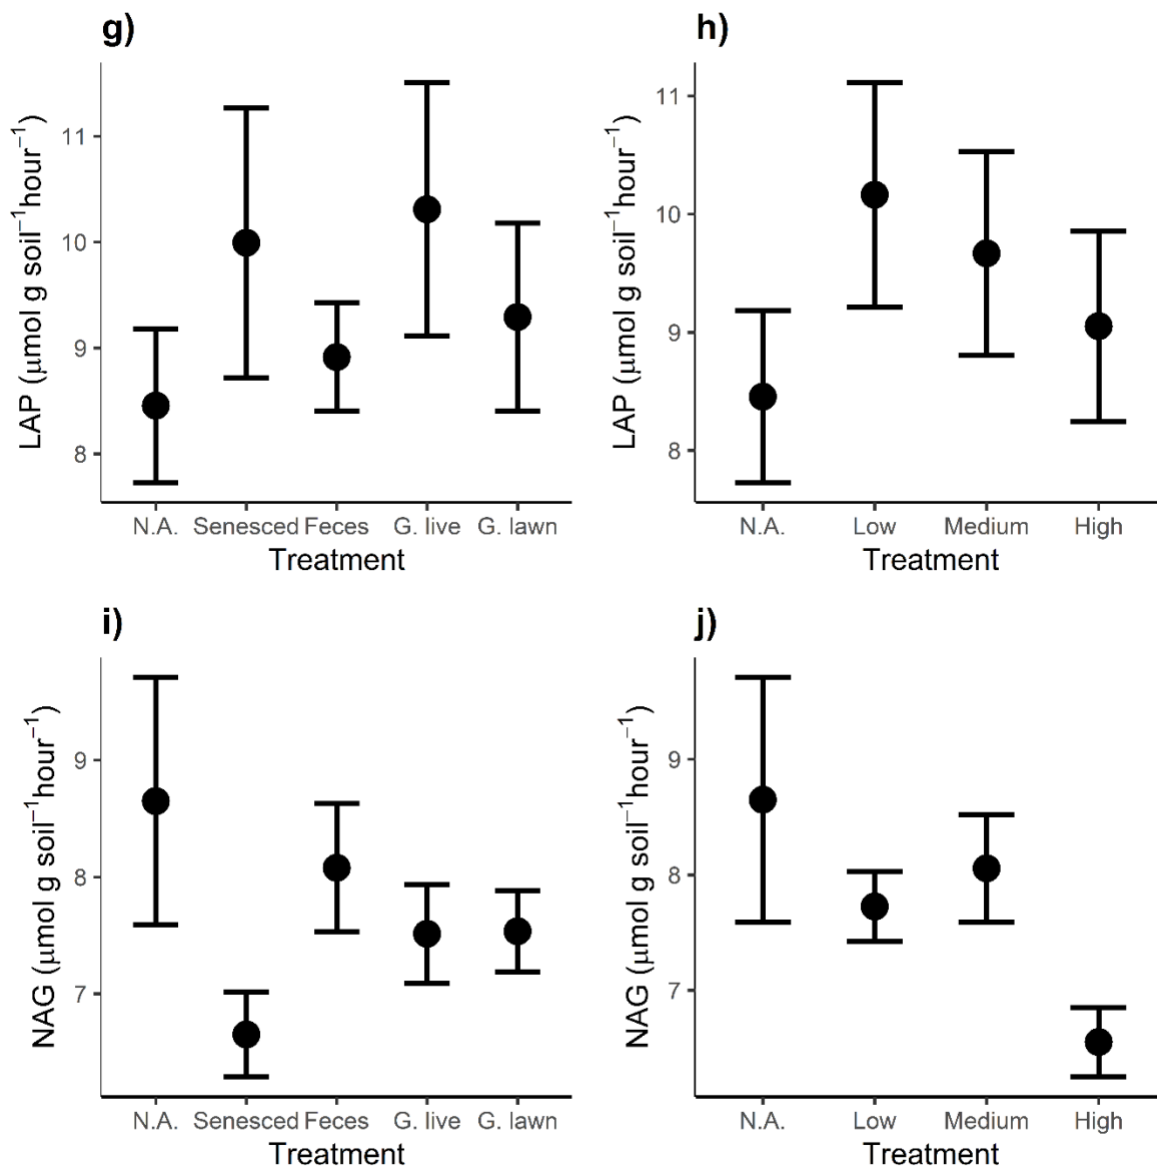 g)
LAP (μmol g soil⁻¹hour⁻¹)
11
10
9
8
N.A. Senesced Feces G. live G. lawn
Treatment
h)
LAP (μmol g soil⁻¹hour⁻¹)
11
10
9
8
N.A. Low Medium High
Treatment
i)
NAG (μmol g soil⁻¹hour⁻¹)
9
8
7
N.A. Senesced Feces G. live G. lawn
Treatment
j)
NAG (μmol g soil⁻¹hour⁻¹)
9
8
7
N.A. Low Medium High
Treatment